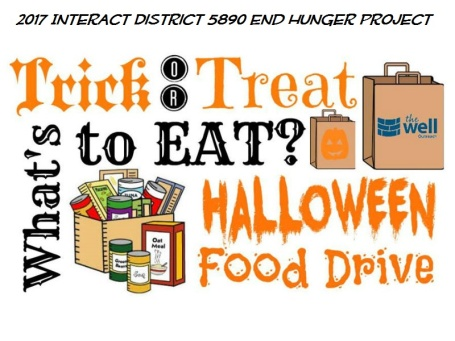 2017 INTERACT DISTRICT 5890 END HUNGER PROJECT
Trick OR Treat
What's to EAT?
the
well
HALLOWEEN
Food Drive
Oat
Meal
TUNA